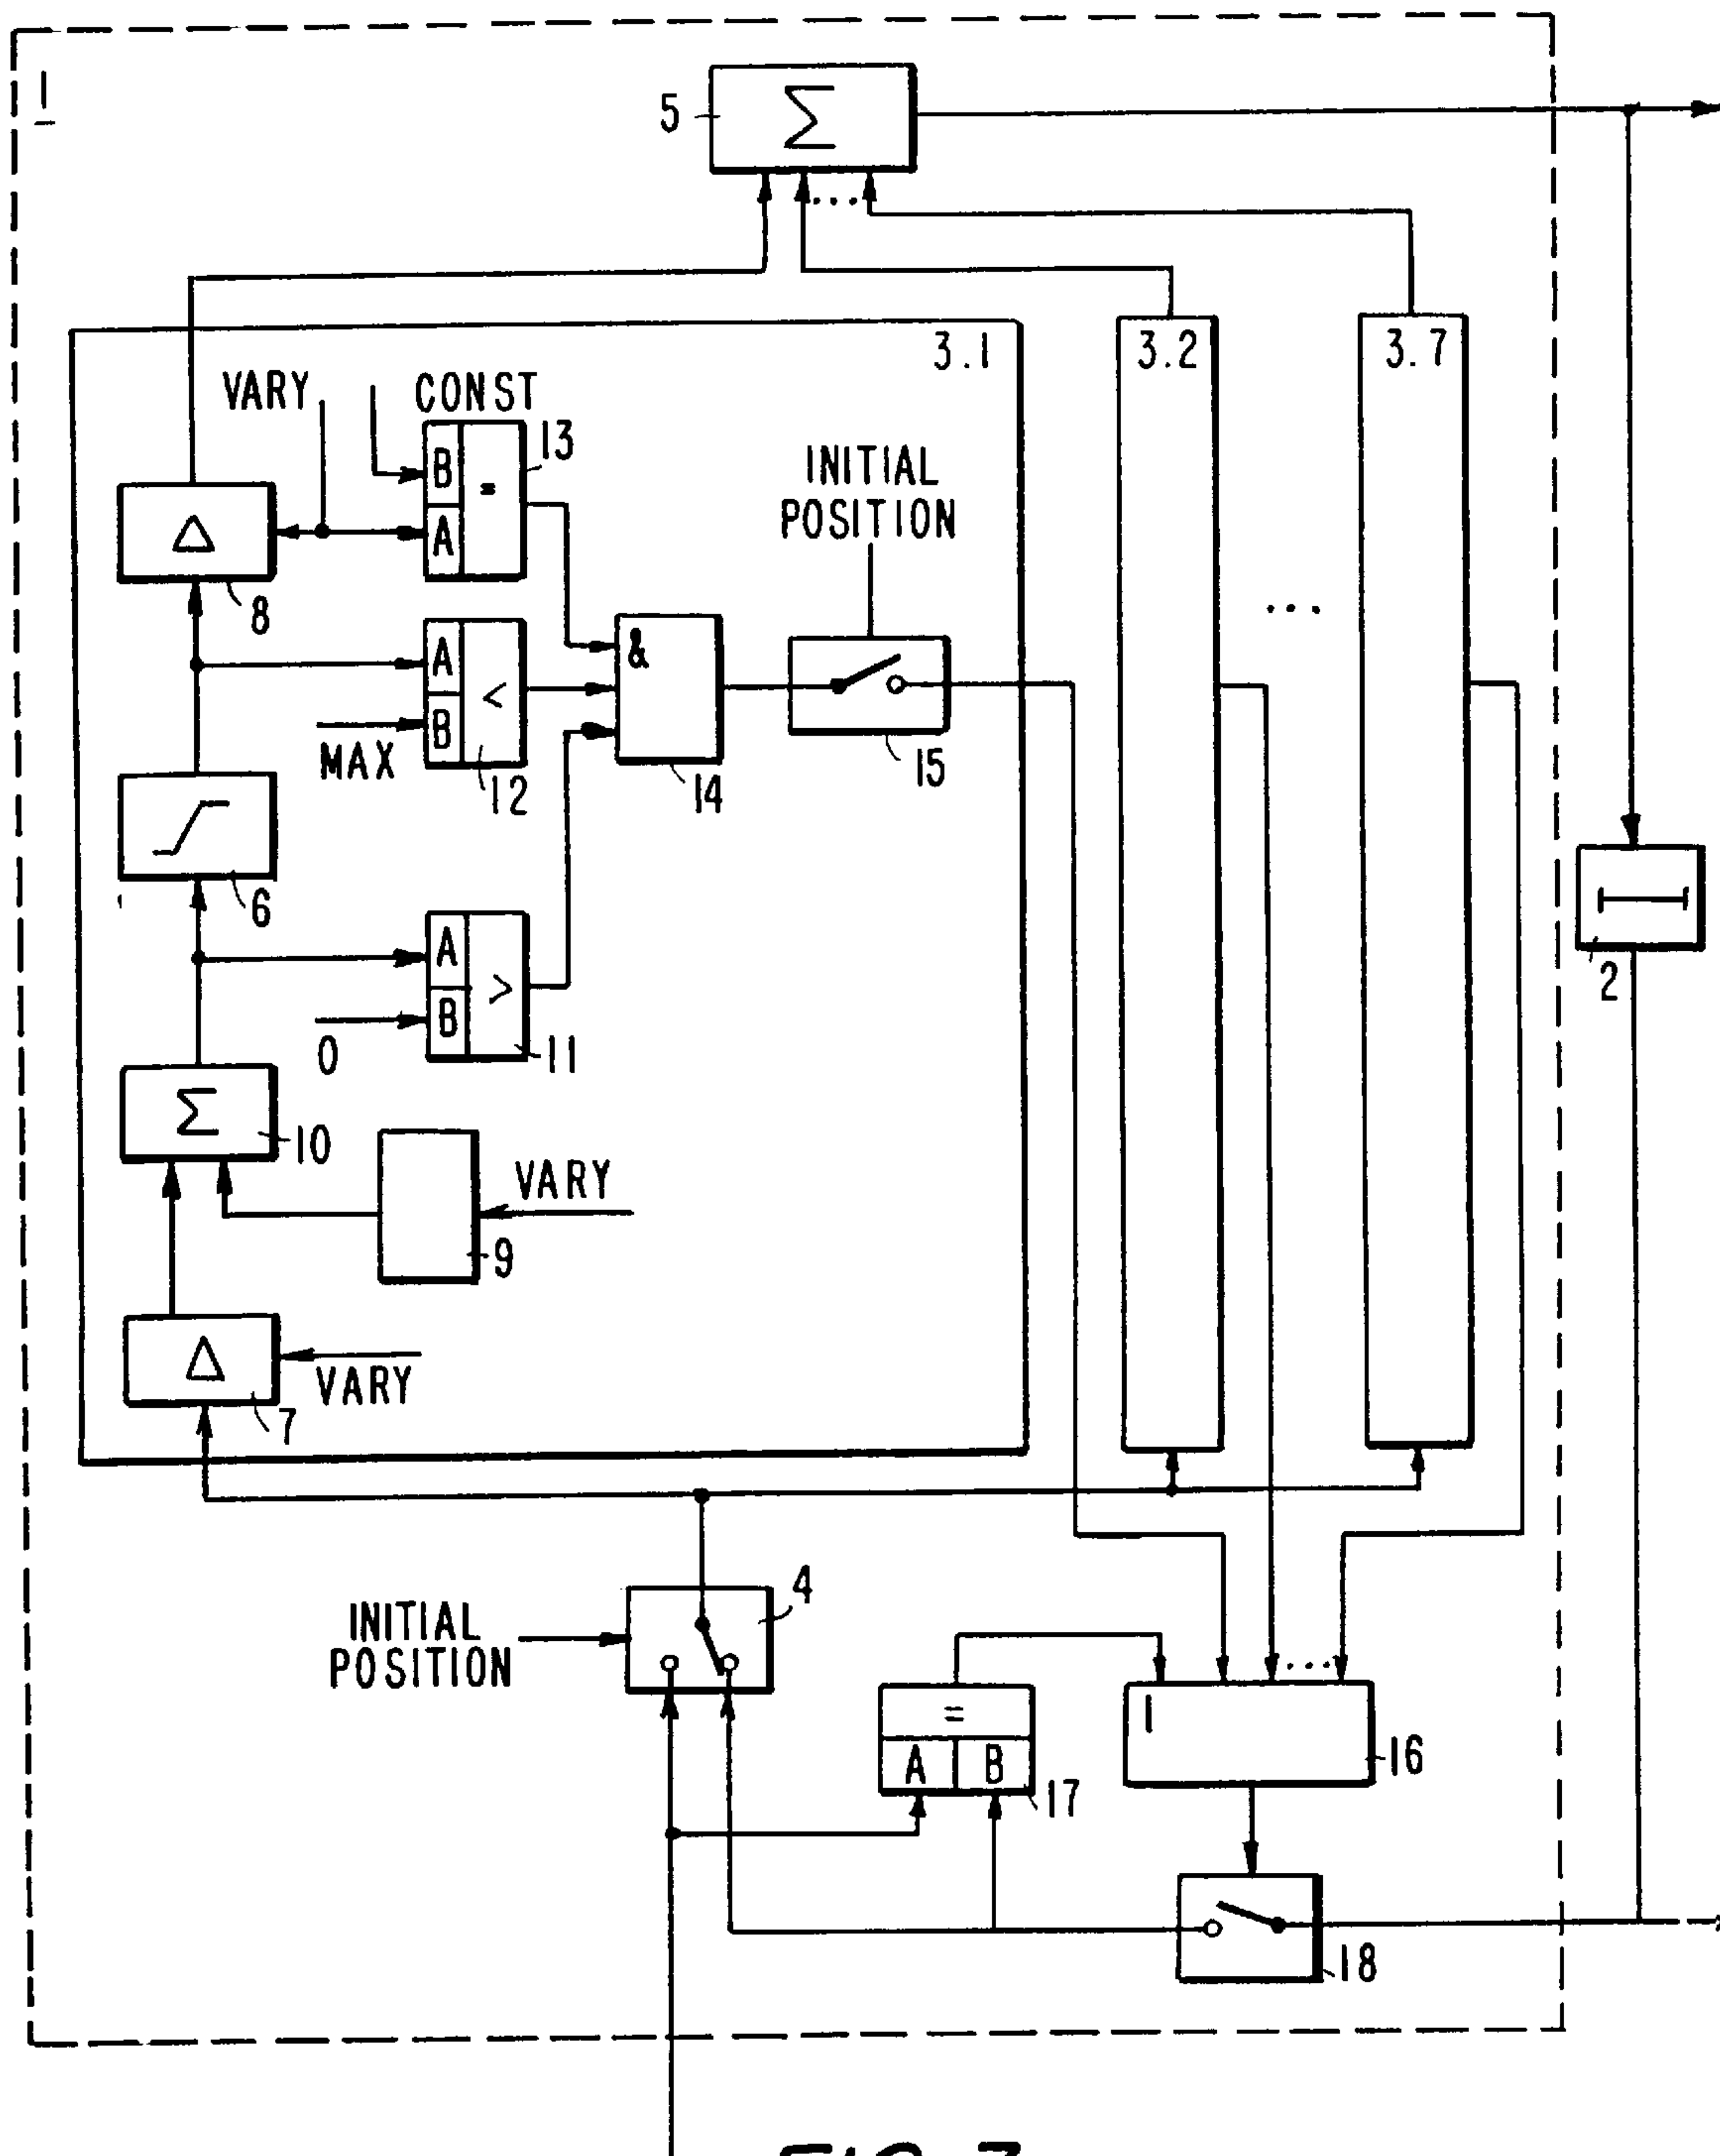 1
5
Σ
...
3.1
3.2
3.7
VARY
CONST
13
B
=
A
INITIAL
POSITION
Δ
8
...
A
<
B
&
MAX
12
14
15
6
2
A
>
B
0
11
Σ
10
VARY
9
Δ
VARY
7
4
INITIAL
POSITION
...
=
1
A
B
17
16
18